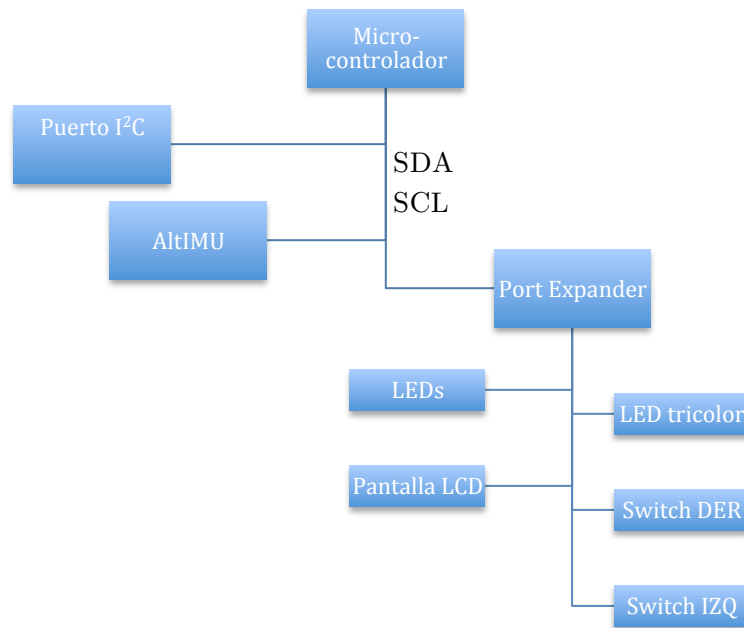 Micro-
controlador
Puerto I²C
SDA
SCL
AltIMU
Port Expander
LEDs
LED tricolor
Pantalla LCD
Switch DER
Switch IZQ